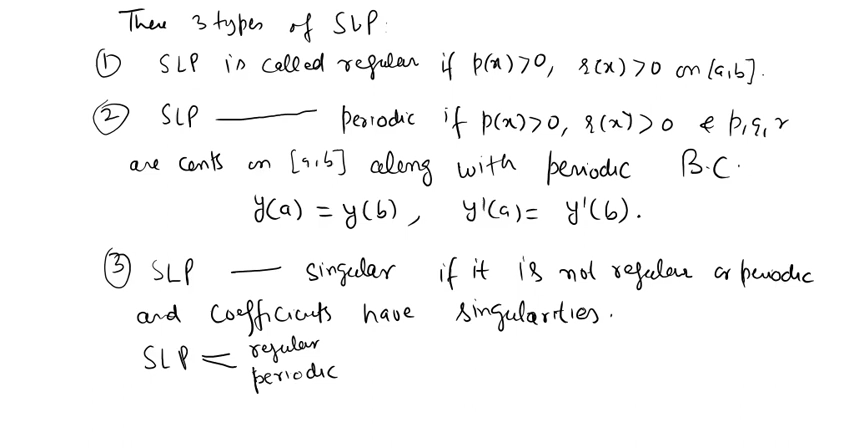 There 3 types of SLP:
① SLP is called regular if p(x)>0, r(x)>0 on [a,b].
② SLP ——— periodic if p(x)>0, r(x)>0 & p,q,r
are conts on [a,b] along with periodic B.C.
y(a) = y(b), y'(a) = y'(b).
③ SLP — singular if it is not regular or periodic
and coefficients have singularities.
SLP < regular
periodic